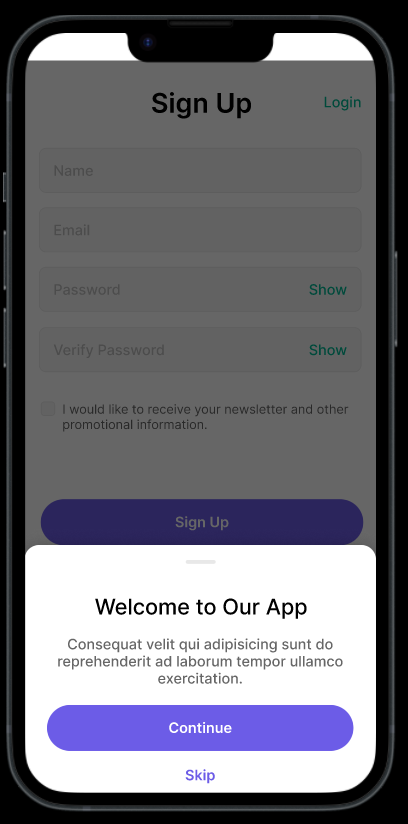 Sign Up
Login
Name
Email
Password
Show
Verify Password
Show
I would like to receive your newsletter and other
promotional information.
Sign Up
Welcome to Our App
Consequat velit qui adipisicing sunt do
reprehenderit ad laborum tempor ullamco
exercitation.
Continue
Skip